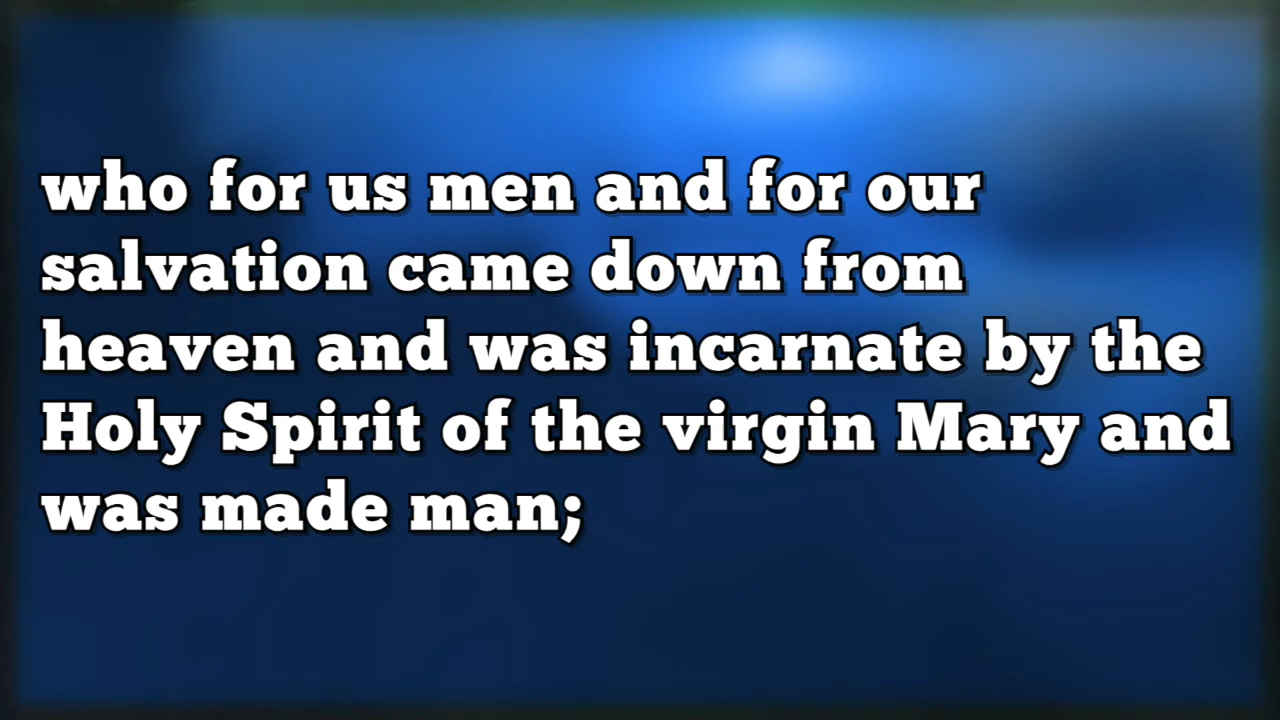 who for us men and for our
salvation came down from
heaven and was incarnate by the
Holy Spirit of the virgin Mary and
was made man;